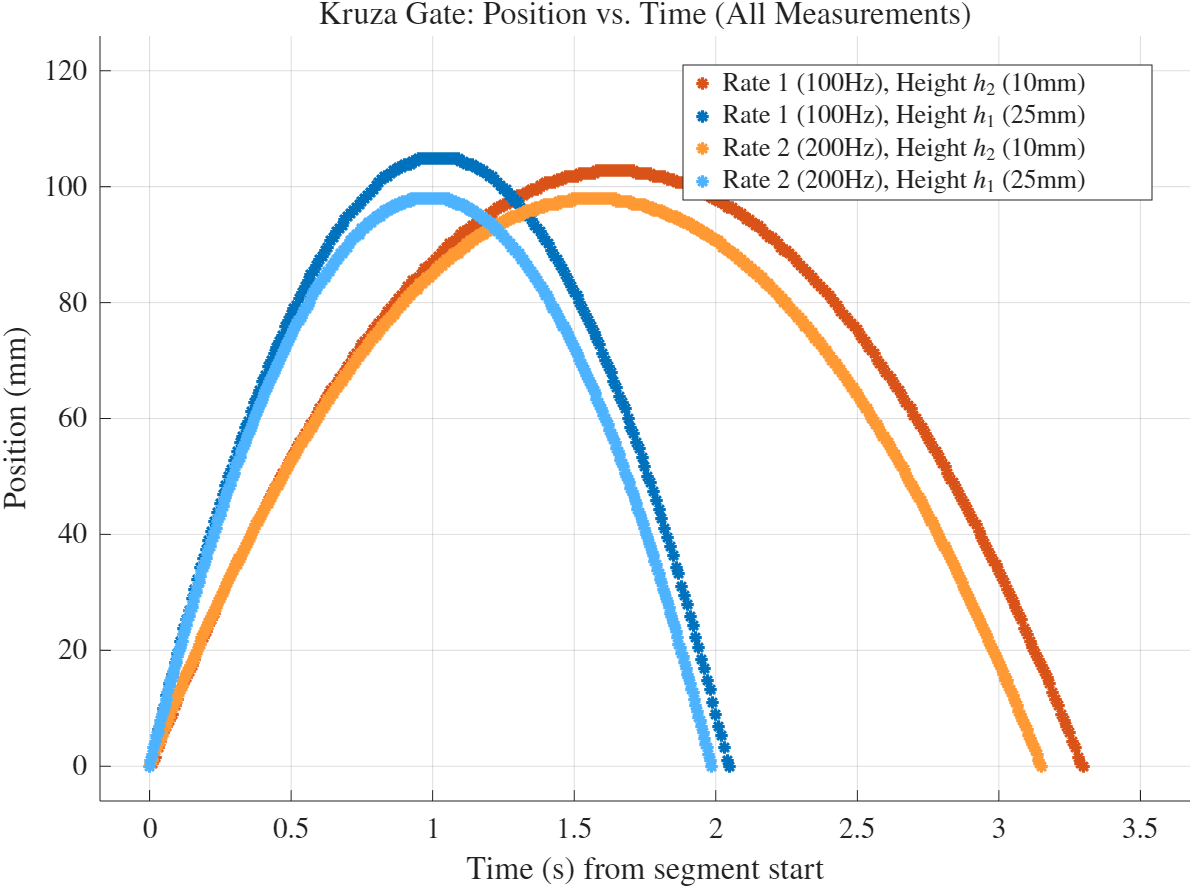 Kruza Gate: Position vs. Time (All Measurements)
120
100
80
60
40
20
0
Position (mm)
Rate 1 (100Hz), Height h₂ (10mm)
Rate 1 (100Hz), Height h₁ (25mm)
Rate 2 (200Hz), Height h₂ (10mm)
Rate 2 (200Hz), Height h₁ (25mm)
0 0.5 1 1.5 2 2.5 3 3.5
Time (s) from segment start